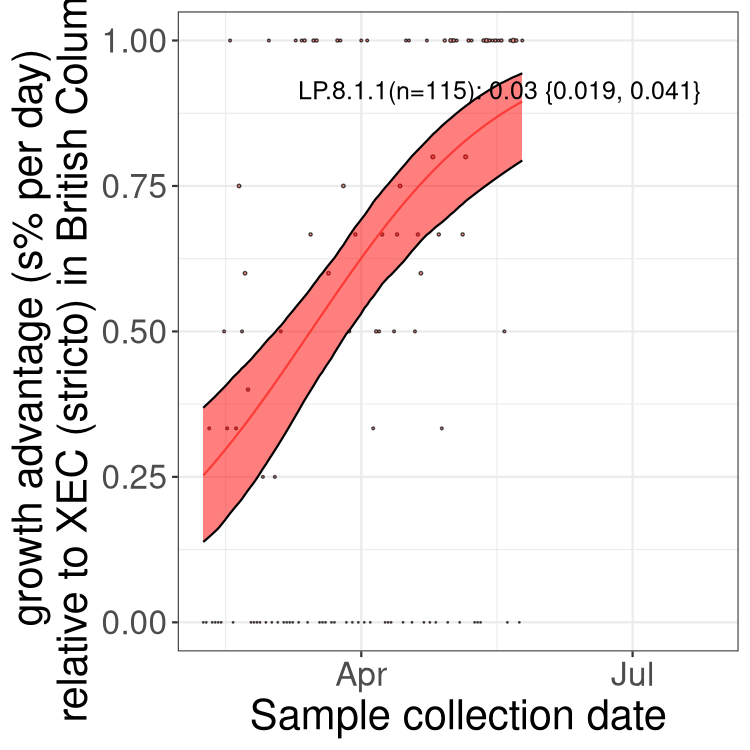 growth advantage (s% per day)
relative to XEC (stricto) in British Colum
1.00
0.75
0.50
0.25
0.00
LP.8.1.1(n=115): 0.03 {0.019, 0.041}
Apr
Jul
Sample collection date